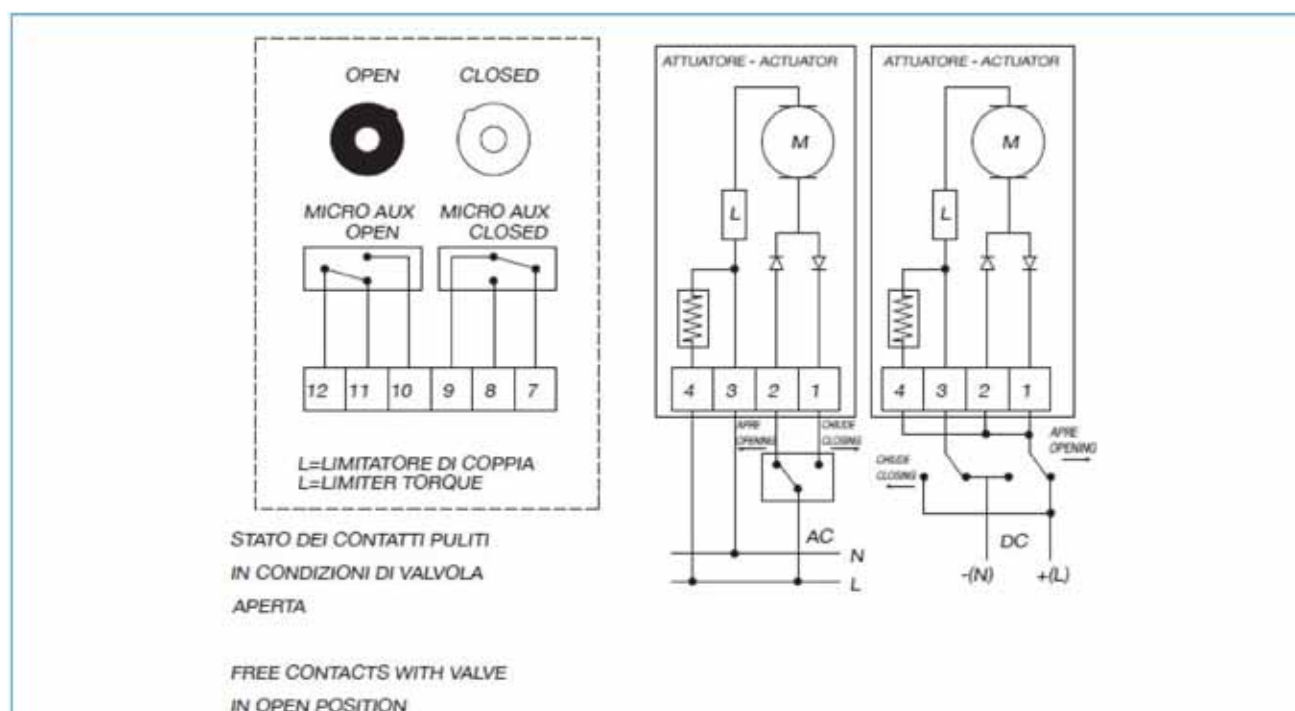 OPEN
CLOSED
MICRO AUX
OPEN
MICRO AUX
CLOSED
12 11 10 9 8 7
L=LIMITATORE DI COPPIA
L=LIMITER TORQUE
STATO DEI CONTATTI PULITI
IN CONDIZIONI DI VALVOLA
APERTA
FREE CONTACTS WITH VALVE
IN OPEN POSITION
ATTUATORE - ACTUATOR
M
L
4 3 2 1
APRE
OPENING
CHIUDE
CLOSING
AC
N
L
ATTUATORE - ACTUATOR
M
L
4 3 2 1
CHIUDE
CLOSING
APRE
OPENING
DC
-(N)
+(L)